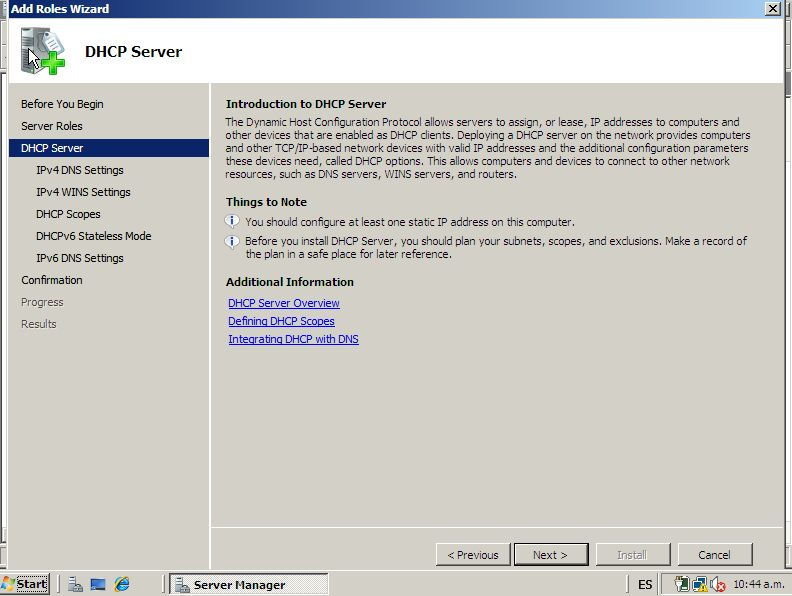 Add Roles Wizard
DHCP Server
Before You Begin
Server Roles
DHCP Server
IPv4 DNS Settings
IPv4 WINS Settings
DHCP Scopes
DHCPv6 Stateless Mode
IPv6 DNS Settings
Confirmation
Progress
Results
Introduction to DHCP Server
The Dynamic Host Configuration Protocol allows servers to assign, or lease, IP addresses to computers and
other devices that are enabled as DHCP clients. Deploying a DHCP server on the network provides computers
and other TCP/IP-based network devices with valid IP addresses and the additional configuration parameters
these devices need, called DHCP options. This allows computers and devices to connect to other network
resources, such as DNS servers, WINS servers, and routers.
Things to Note
You should configure at least one static IP address on this computer.
Before you install DHCP Server, you should plan your subnets, scopes, and exclusions. Make a record of
the plan in a safe place for later reference.
Additional Information
DHCP Server Overview
Defining DHCP Scopes
Integrating DHCP with DNS
< Previous
Next >
Install
Cancel
Start
Server Manager
ES
10:44 a.m.